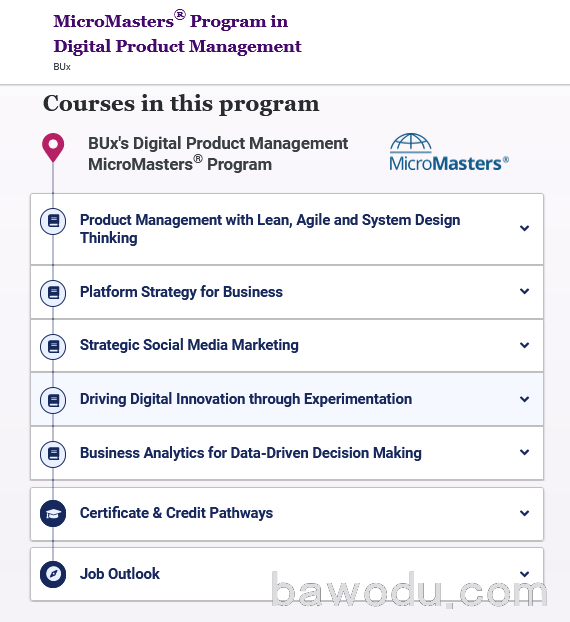 MicroMasters® Program in
Digital Product Management
BUx
Courses in this program
BUx's Digital Product Management
MicroMasters® Program
MicroMasters®
Product Management with Lean, Agile and System Design
Thinking
Platform Strategy for Business
Strategic Social Media Marketing
Driving Digital Innovation through Experimentation
Business Analytics for Data-Driven Decision Making
Certificate & Credit Pathways
Job Outlook
bawodu.com